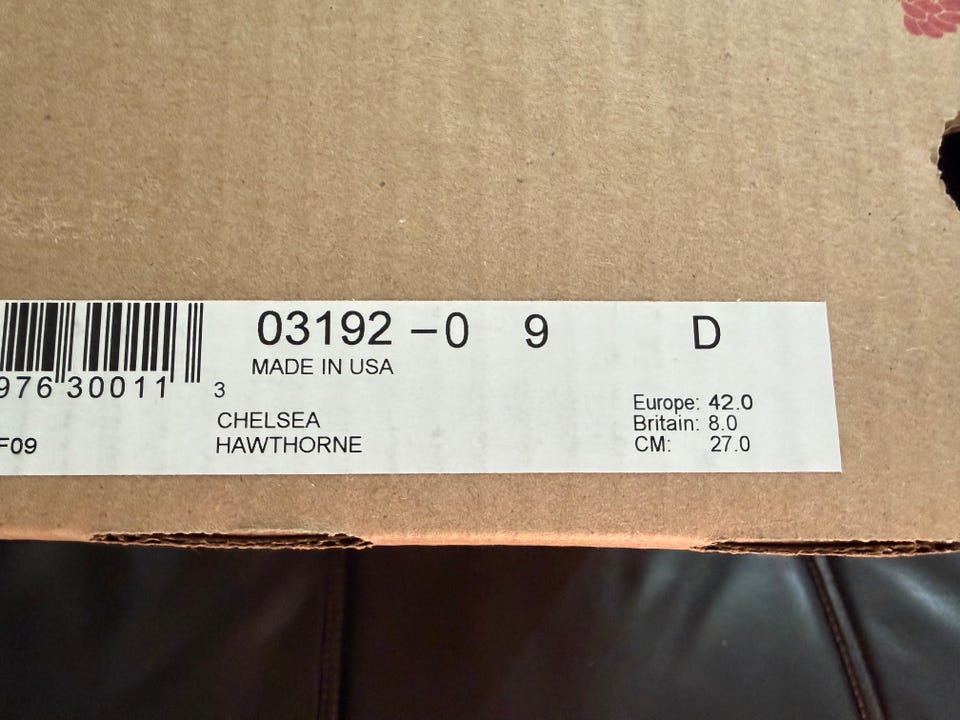 03192 –0 9 D
976 30011 3
MADE IN USA
CHELSEA
HAWTHORNE
F09
Europe: 42.0
Britain: 8.0
CM: 27.0